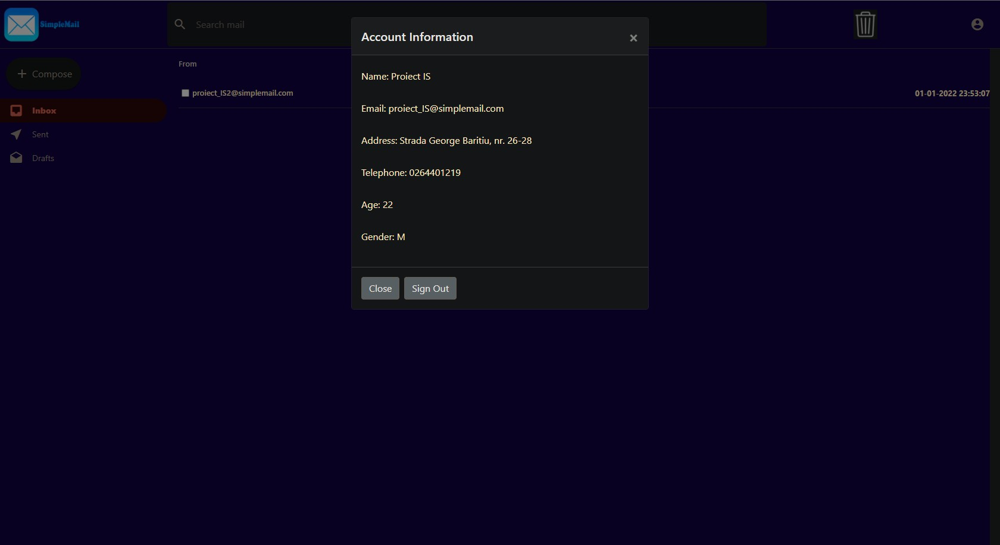 SimpleMail
Search mail
Compose
Inbox
Sent
Drafts
From
proiect_IS2@simplemail.com
01-01-2022 23:53:07
Account Information
×
Name: Proiect IS
Email: proiect_IS@simplemail.com
Address: Strada George Baritiu, nr. 26-28
Telephone: 0264401219
Age: 22
Gender: M
Close
Sign Out